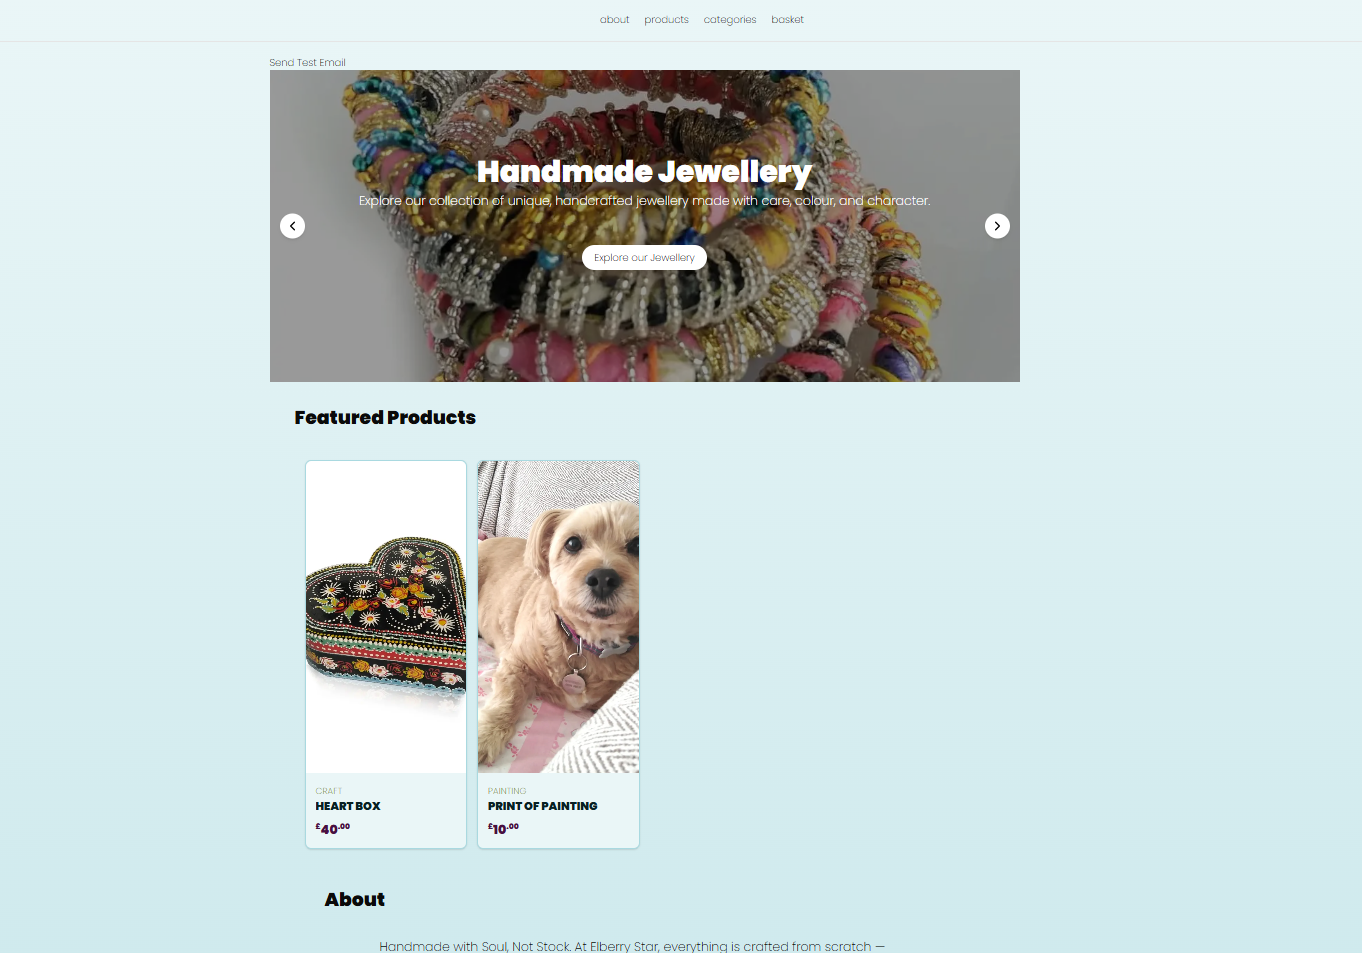 about products categories basket
Send Test Email
Handmade Jewellery
Explore our collection of unique, handcrafted jewellery made with care, colour, and character.
Explore our Jewellery
Featured Products
CRAFT
HEART BOX
£40.00
PAINTING
PRINT OF PAINTING
£10.00
About
Handmade with Soul, Not Stock. At Elberry Star, everything is crafted from scratch —